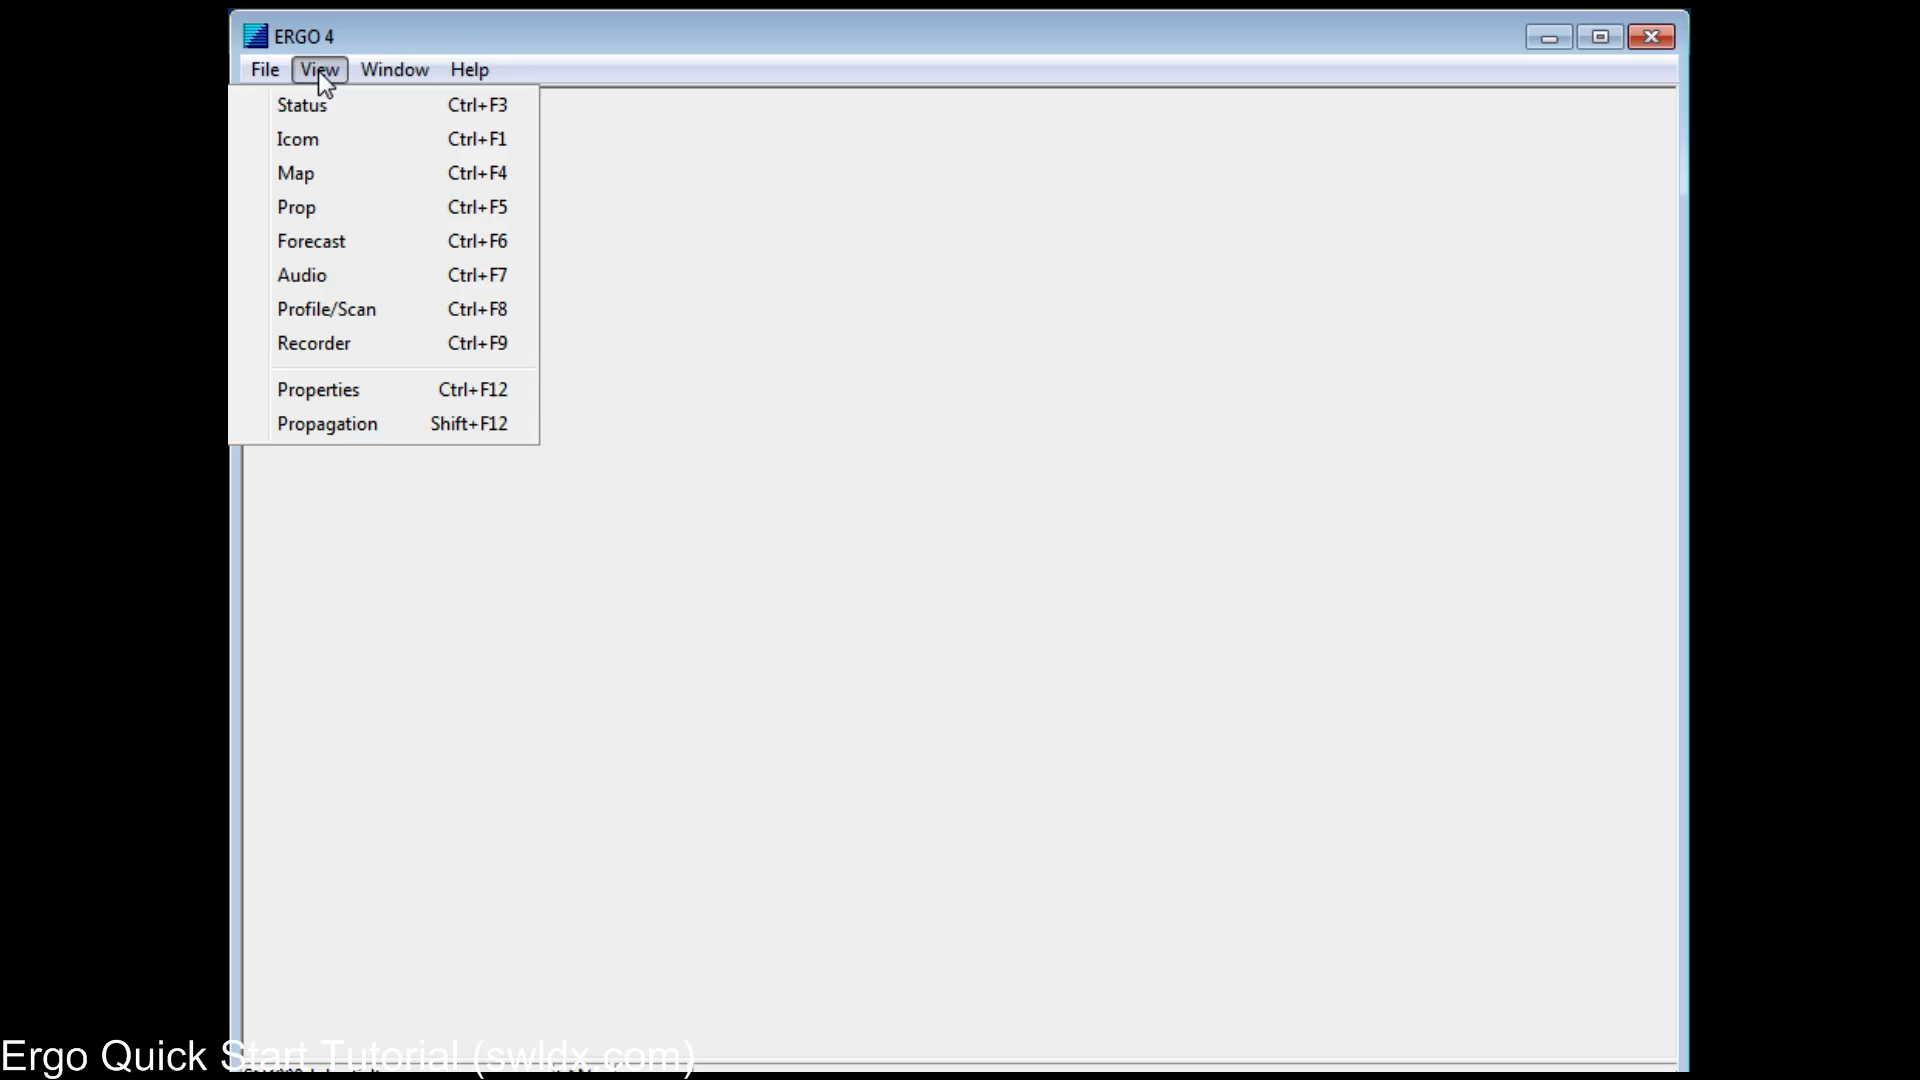 ERGO 4
File View Window Help
Status Ctrl+F3
Icom Ctrl+F1
Map Ctrl+F4
Prop Ctrl+F5
Forecast Ctrl+F6
Audio Ctrl+F7
Profile/Scan Ctrl+F8
Recorder Ctrl+F9
Properties Ctrl+F12
Propagation Shift+F12
Ergo Quick Start Tutorial (swldx.com)